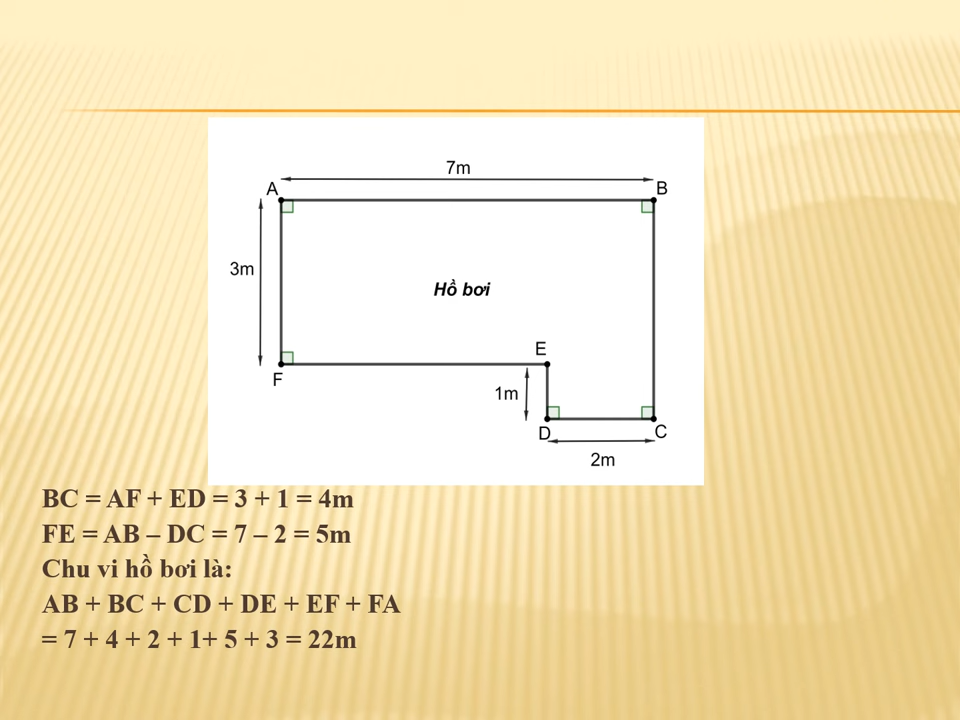 7m
A
B
3m
Hồ bơi
E
F
1m
D
C
2m
BC = AF + ED = 3 + 1 = 4m
FE = AB – DC = 7 – 2 = 5m
Chu vi hồ bơi là:
AB + BC + CD + DE + EF + FA
= 7 + 4 + 2 + 1+ 5 + 3 = 22m